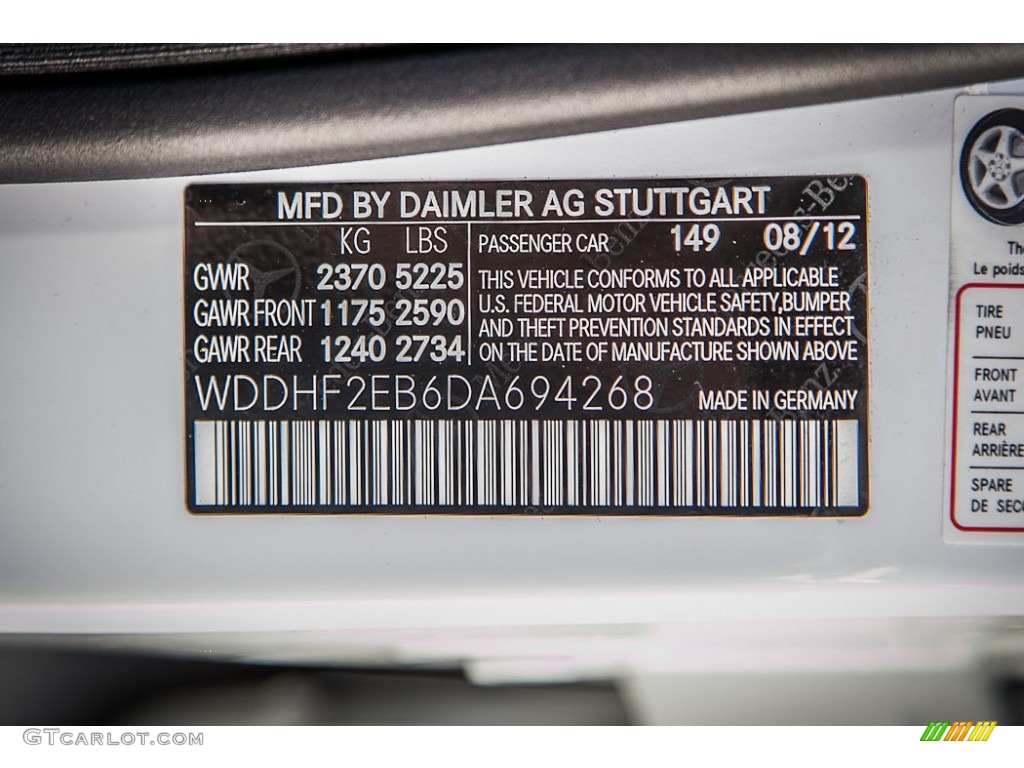 MFD BY DAIMLER AG STUTTGART
KG LBS
GWWR 2370 5225
GAWR FRONT 1175 2590
GAWR REAR 1240 2734
PASSENGER CAR 149 08/12
THIS VEHICLE CONFORMS TO ALL APPLICABLE
U.S. FEDERAL MOTOR VEHICLE SAFETY,BUMPER
AND THEFT PREVENTION STANDARDS IN EFFECT
ON THE DATE OF MANUFACTURE SHOWN ABOVE
WDDHF2EB6DA694268 MADE IN GERMANY
Le poids
TIRE
PNEU
FRONT
AVANT
REAR
ARRIÈRE
SPARE
DE
GTCARLOT.COM